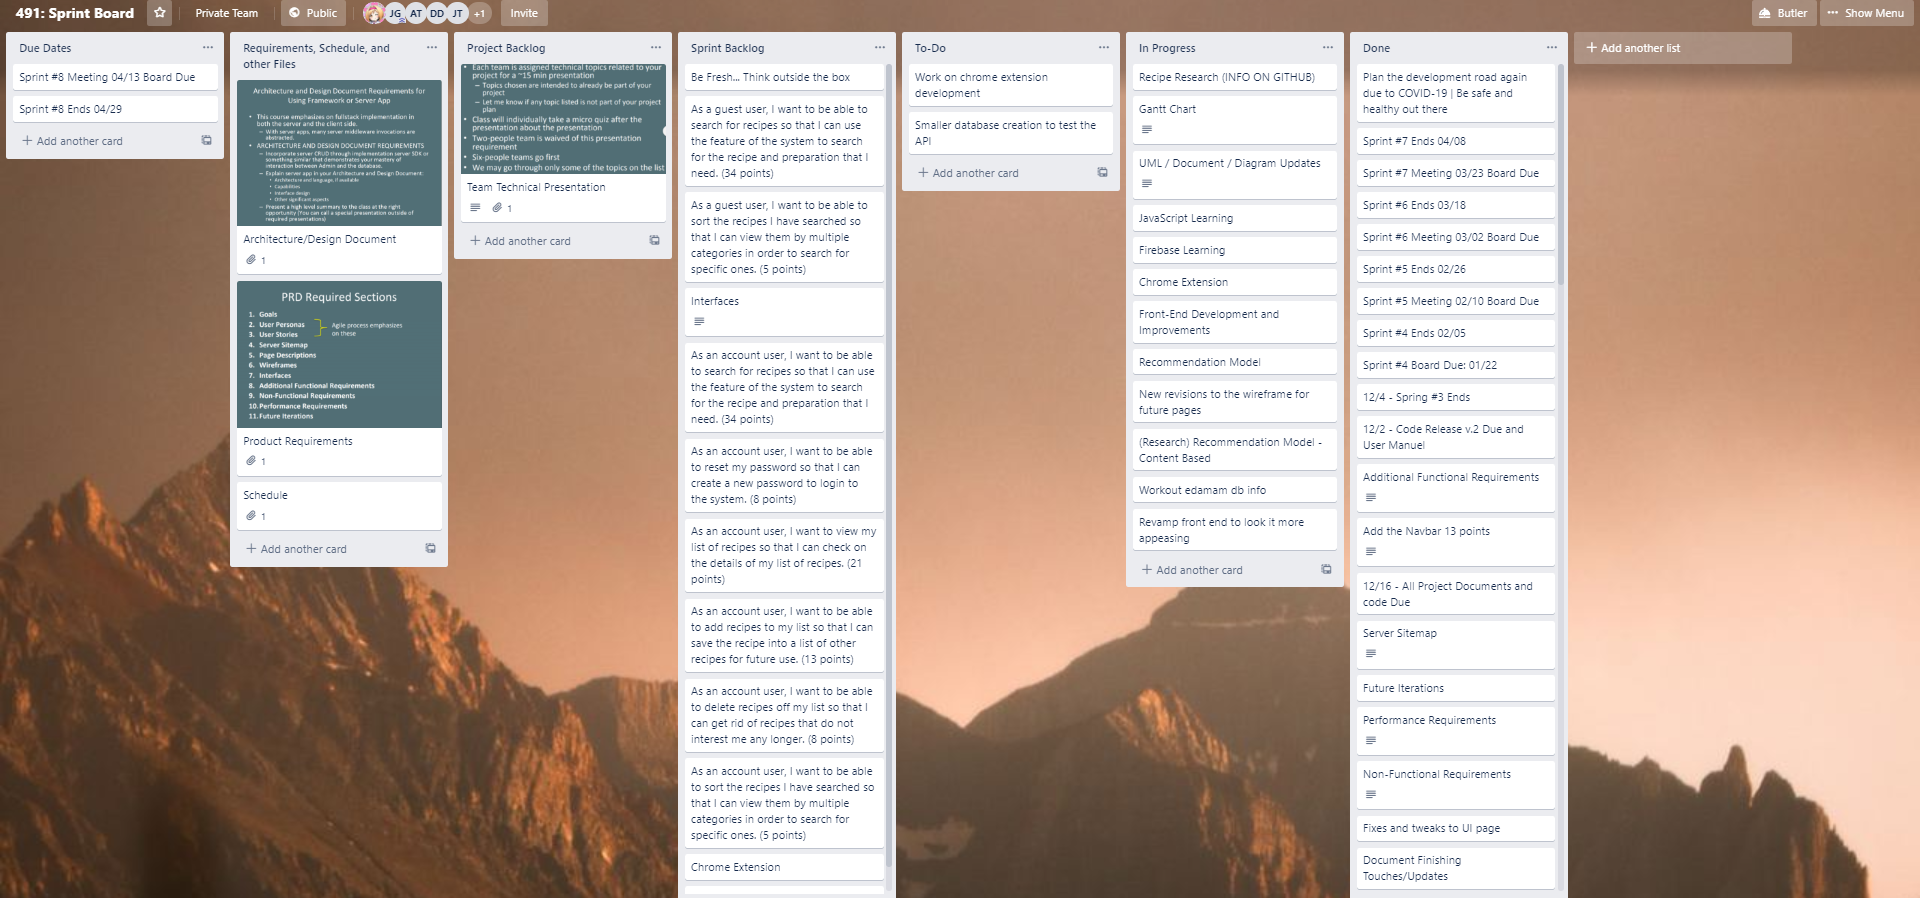 491: Sprint Board
Private Team
Public
JG
AT
DD
JT
+1
Invite
Butler
Show Menu
Due Dates
Sprint #8 Meeting 04/13 Board Due
Sprint #8 Ends 04/29
+ Add another card
Requirements, Schedule, and
other Files
Architecture and Design Document Requirements for
Using Framework or Server App
• This course emphasizes on fullstack implementation in
both the server and the client side.
– With server apps, many server middleware invocations are
abstracted.
• ARCHITECTURE AND DESIGN DOCUMENT REQUIREMENTS
– Incorporate server CRUD through implementation server SDK or
something similar that demonstrates your mastery of
interaction between Admin and the database.
– Explain server app in your Architecture and Design Document:
• Architecture and language, if available
• Capabilities
• Interface design
• Other significant aspects
– Present a high level summary to the class at the right
opportunity (You can call a special presentation outside of
required presentations)
Architecture/Design Document
1
PRD Required Sections
1. Goals
2. User Personas
3. User Stories
Agile process emphasizes
on these
4. Server Sitemap
5. Page Descriptions
6. Wireframes
7. Interfaces
8. Additional Functional Requirements
9. Non-Functional Requirements
10. Performance Requirements
11. Future Iterations
Product Requirements
1
Schedule
1
+ Add another card
Project Backlog
• Each team is assigned technical topics related to your
project for a ~15 min presentation
– Topics chosen are intended to already be part of your
project
– Let me know if any topic listed is not part of your project
plan
• Class will individually take a micro quiz after the
presentation about the presentation
• Two-people team is waived of this presentation
requirement
• Six-people teams go first
• We may go through only some of the topics on the list
Team Technical Presentation
1
+ Add another card
Sprint Backlog
Be Fresh... Think outside the box
As a guest user, I want to be able to
search for recipes so that I can use
the feature of the system to search
for the recipe and preparation that I
need. (34 points)
As a guest user, I want to be able to
sort the recipes I have searched so
that I can view them by multiple
categories in order to search for
specific ones. (5 points)
Interfaces
As an account user, I want to be able
to search for recipes so that I can use
the feature of the system to search
for the recipe and preparation that I
need. (34 points)
As an account user, I want to be able
to reset my password so that I can
create a new password to login to
the system. (8 points)
As an account user, I want to view my
list of recipes so that I can check on
the details of my list of recipes. (21
points)
As an account user, I want to be able
to add recipes to my list so that I can
save the recipe into a list of other
recipes for future use. (13 points)
As an account user, I want to be able
to delete recipes off my list so that I
can get rid of recipes that do not
interest me any longer. (8 points)
As an account user, I want to be able
to sort the recipes I have searched so
that I can view them by multiple
categories in order to search for
specific ones. (5 points)
Chrome Extension
To-Do
Work on chrome extension
development
Smaller database creation to test the
API
+ Add another card
In Progress
Recipe Research (INFO ON GITHUB)
Gantt Chart
UML / Document / Diagram Updates
JavaScript Learning
Firebase Learning
Chrome Extension
Front-End Development and
Improvements
Recommendation Model
New revisions to the wireframe for
future pages
(Research) Recommendation Model -
Content Based
Workout edamam db info
Revamp front end to look it more
appeasing
+ Add another card
Done
Plan the development road again
due to COVID-19 | Be safe and
healthy out there
Sprint #7 Ends 04/08
Sprint #7 Meeting 03/23 Board Due
Sprint #6 Ends 03/18
Sprint #6 Meeting 03/02 Board Due
Sprint #5 Ends 02/26
Sprint #5 Meeting 02/10 Board Due
Sprint #4 Ends 02/05
Sprint #4 Board Due: 01/22
12/4 - Spring #3 Ends
12/2 - Code Release v.2 Due and
User Manuel
Additional Functional Requirements
Add the Navbar 13 points
12/16 - All Project Documents and
code Due
Server Sitemap
Future Iterations
Performance Requirements
Non-Functional Requirements
Fixes and tweaks to UI page
Document Finishing
Touches/Updates
+ Add another list